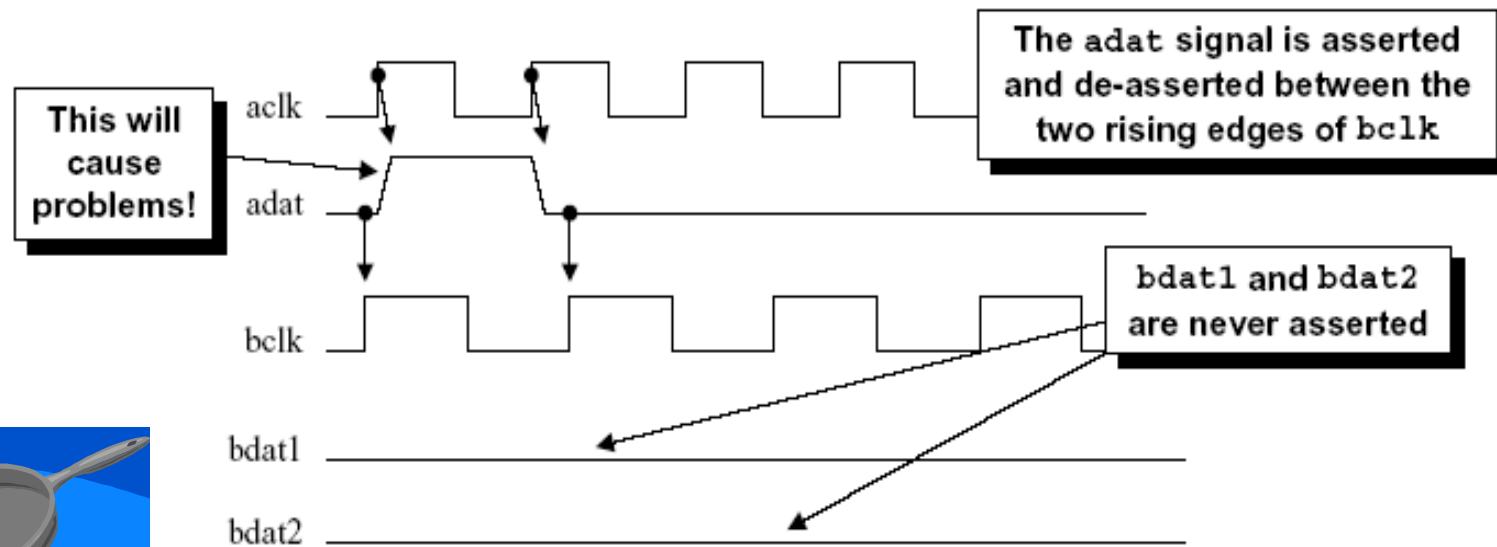 The adat signal is asserted
and de-asserted between the
two rising edges of bclk
This will
cause
problems!
aclk
adat
bclk
bdat1 and bdat2
are never asserted
bdat1
bdat2